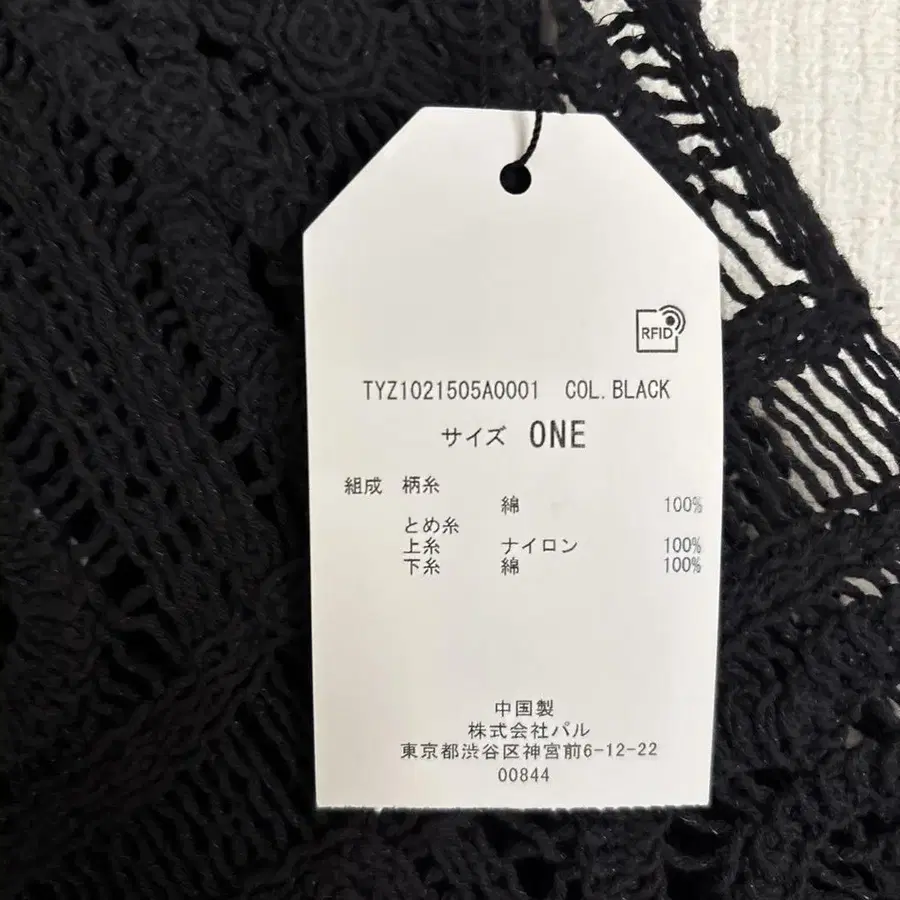 RFID
TYZ1021505A0001 COL.BLACK
サイズ ONE
組成 柄糸
綿 100%
とめ糸
上糸 ナイロン 100%
下糸 綿 100%
中国製
株式会社パル
東京都渋谷区神宮前6-12-22
00844